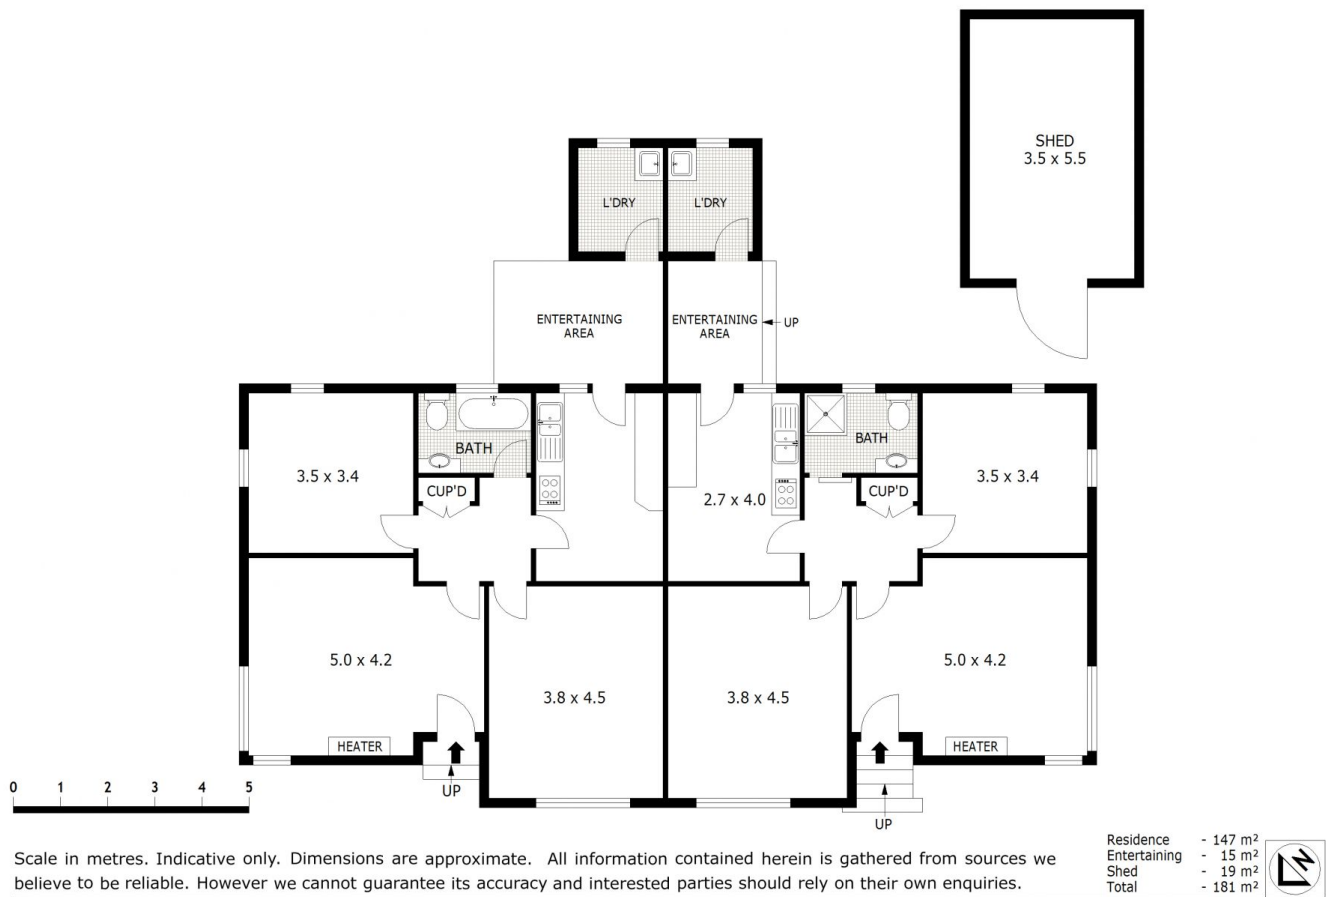 SHED
3.5 x 5.5
L'DRY
L'DRY
ENTERTAINING
AREA
ENTERTAINING
AREA
UP
3.5 x 3.4
BATH
CUP'D
2.7 x 4.0
BATH
CUP'D
3.5 x 3.4
5.0 x 4.2
3.8 x 4.5
3.8 x 4.5
5.0 x 4.2
HEATER
HEATER
UP
UP
0 1 2 3 4 5
Scale in metres. Indicative only. Dimensions are approximate. All information contained herein is gathered from sources we
believe to be reliable. However we cannot guarantee its accuracy and interested parties should rely on their own enquiries.
Residence - 147 m²
Entertaining - 15 m²
Shed - 19 m²
Total - 181 m²
N